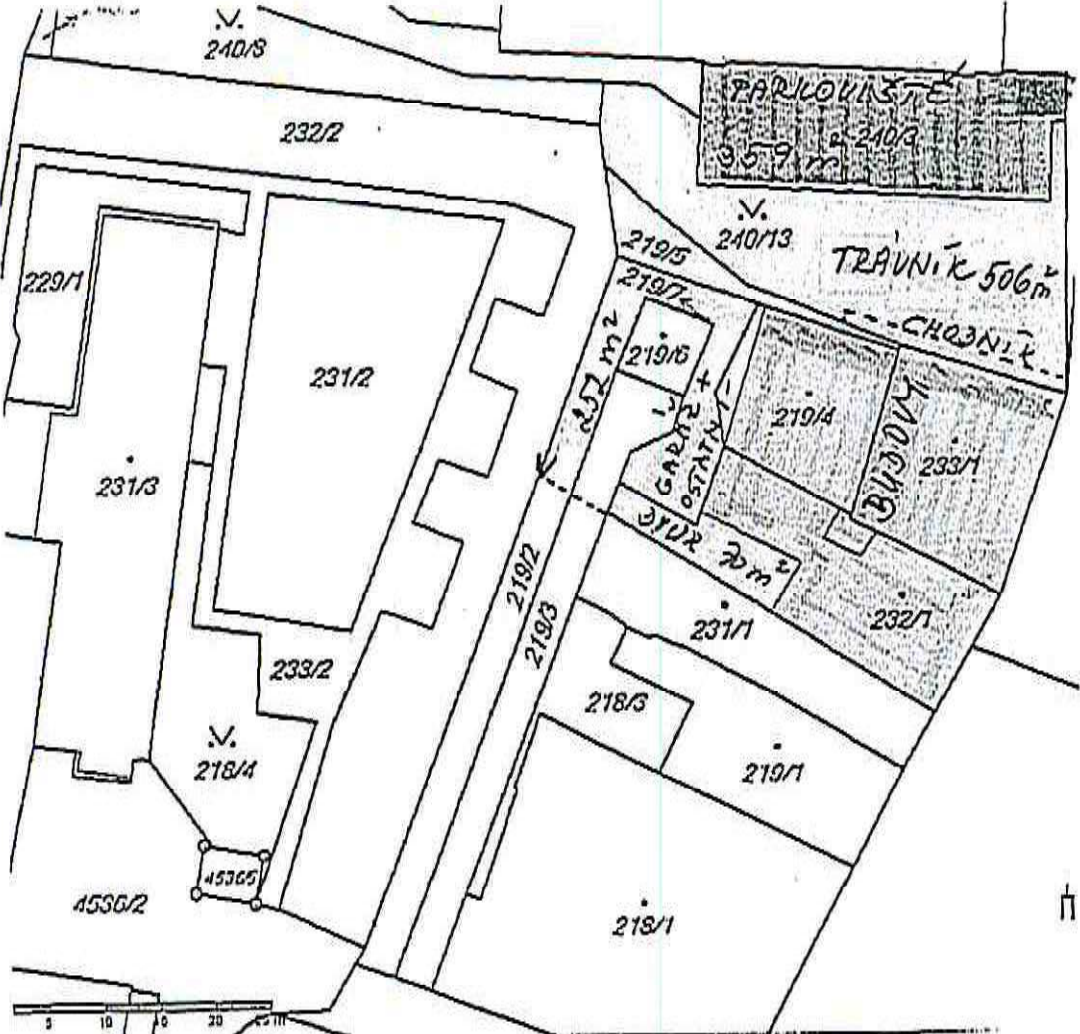 240/8
PARKOVIŠTĚ
240/3
359 m²
232/2
240/13
219/5
TRÁVNÍK 506 m²
229/1
219/7
CHODNÍK
252 m²
219/6
231/2
219/4
GARÁŽ +
OSTATNÍ
BUDOVY
233/1
231/3
DVŮR 70 m²
219/2
219/3
231/1
232/1
233/2
218/3
218/4
219/1
4536/2
218/1
5 10 20